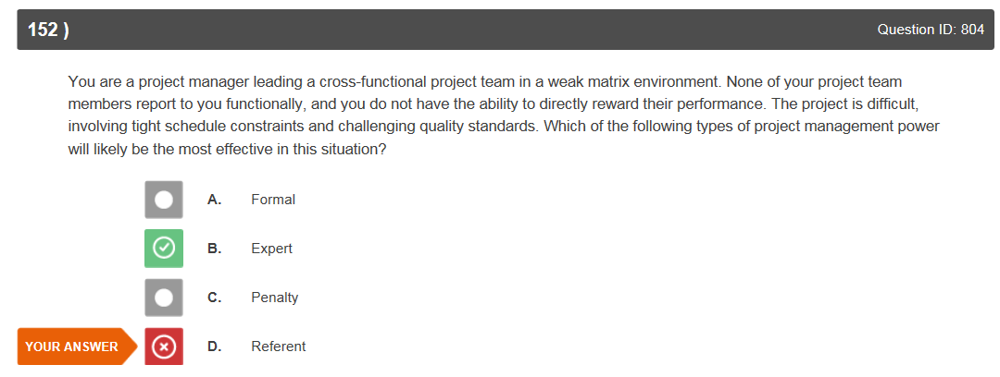 152 )
Question ID: 804
You are a project manager leading a cross-functional project team in a weak matrix environment. None of your project team
members report to you functionally, and you do not have the ability to directly reward their performance. The project is difficult,
involving tight schedule constraints and challenging quality standards. Which of the following types of project management power
will likely be the most effective in this situation?
A. Formal
B. Expert
C. Penalty
YOUR ANSWER D. Referent